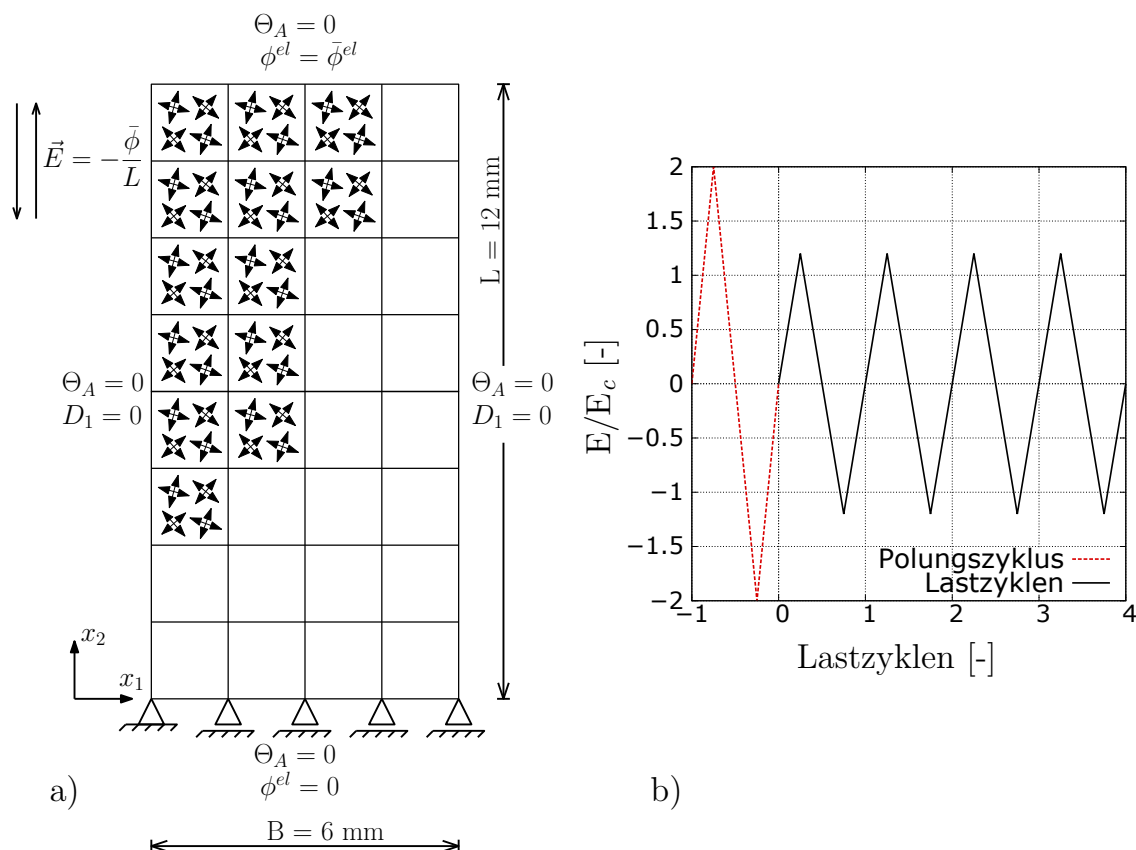 Θ_A = 0
ϕ^{el} = ϕ̄^{el}
E⃗ = −ϕ̄/L
L = 12 mm
Θ_A = 0
D_1 = 0
Θ_A = 0
D_1 = 0
x_2
x_1
Θ_A = 0
ϕ^{el} = 0
a)
B = 6 mm
2
1.5
1
0.5
0
−0.5
−1
−1.5
−2
E/E_c [-]
Polungszyklus
Lastzyklen
−1 0 1 2 3 4
Lastzyklen [-]
b)